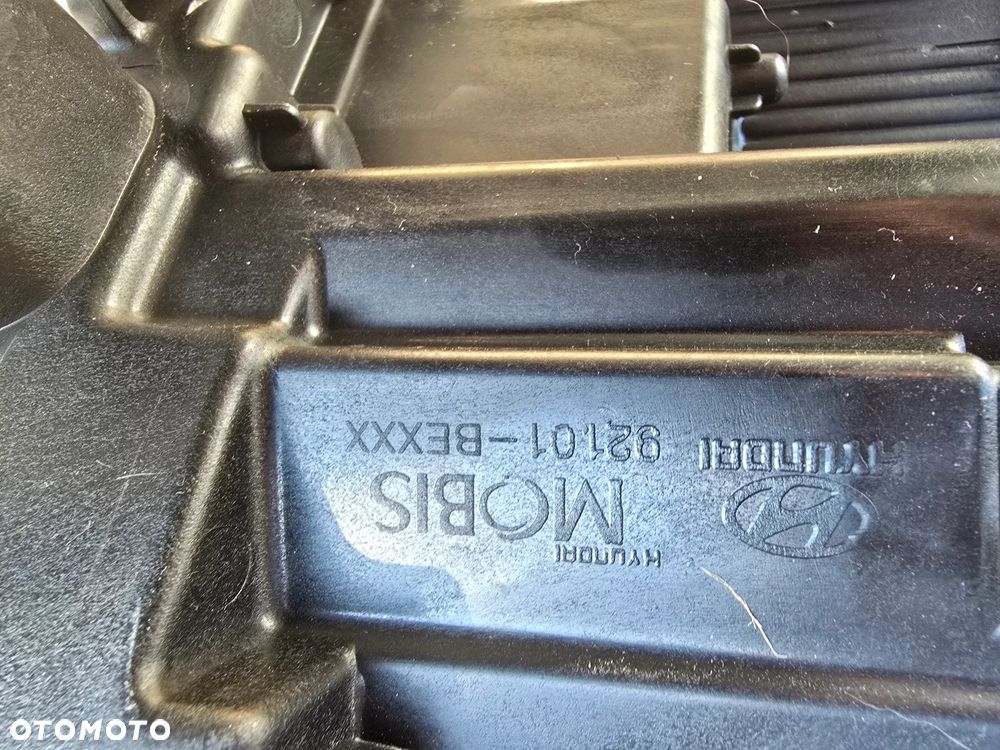 HYUNDAI
MOBIS
92101-BEXXX
HYUNDAI
OTOMOTO